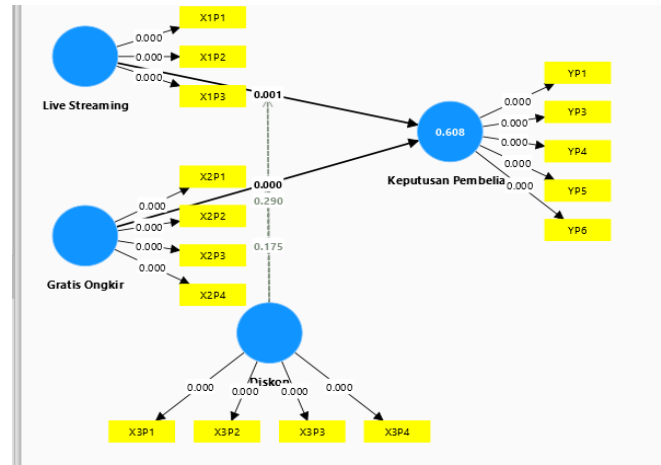 X1P1
0.000
0.000
X1P2
0.000
X1P3
0.001
Live Streaming
YP1
0.000
0.000
YP3
0.608
0.000
YP4
0.000
Keputusan Pembelia
YP5
0.000
YP6
X2P1
0.000
0.000
0.290
0.000
X2P2
0.000
X2P3
0.175
0.000
X2P4
Gratis Ongkir
Diskon
0.000
0.000
0.000
0.000
X3P1
X3P2
X3P3
X3P4